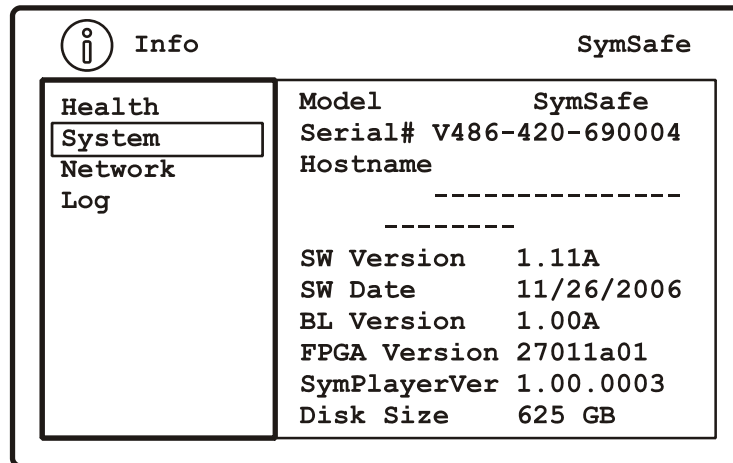 Info SymSafe
Health
System
Network
Log
Model SymSafe
Serial# V486-420-690004
Hostname
---------------
--------
SW Version 1.11A
SW Date 11/26/2006
BL Version 1.00A
FPGA Version 27011a01
SymPlayerVer 1.00.0003
Disk Size 625 GB